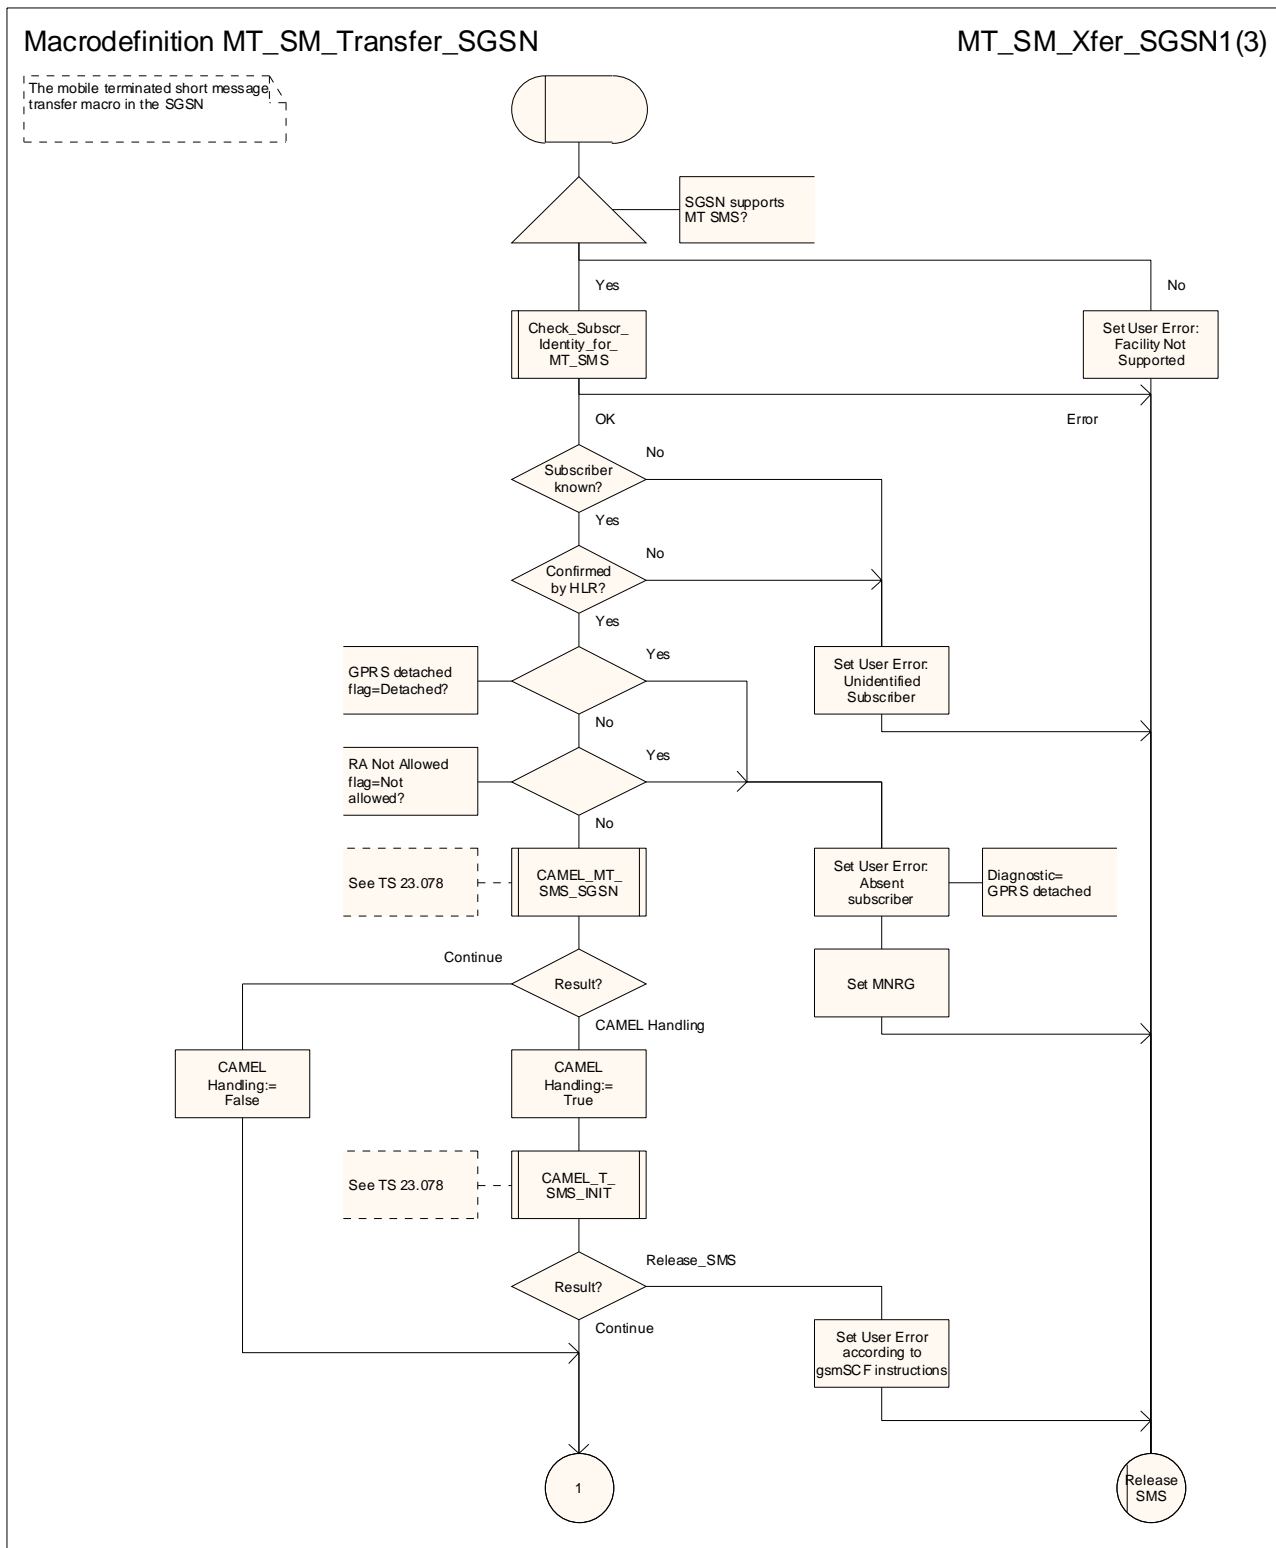 Macrodefinition MT_SM_Transfer_SGSN
MT_SM_Xfer_SGSN1(3)
The mobile terminated short message
transfer macro in the SGSN
SGSN supports
MT SMS?
Yes
No
Check_Subscr_
Identity_for_
MT_SMS
Set User Error:
Facility Not
Supported
OK
Error
No
Subscriber
known?
Yes
No
Confirmed
by HLR?
Yes
GPRS detached
flag=Detached?
Yes
Set User Error:
Unidentified
Subscriber
No
RA Not Allowed
flag=Not
allowed?
Yes
No
See TS 23.078
CAMEL_MT_
SMS_SGSN
Set User Error:
Absent
subscriber
Diagnostic=
GPRS detached
Continue
Result?
Set MNRG
CAMEL Handling
CAMEL
Handling:=
False
CAMEL
Handling:=
True
See TS 23.078
CAMEL_T_
SMS_INIT
Release_SMS
Result?
Continue
Set User Error
according to
gsmSCF instructions
1
Release
SMS